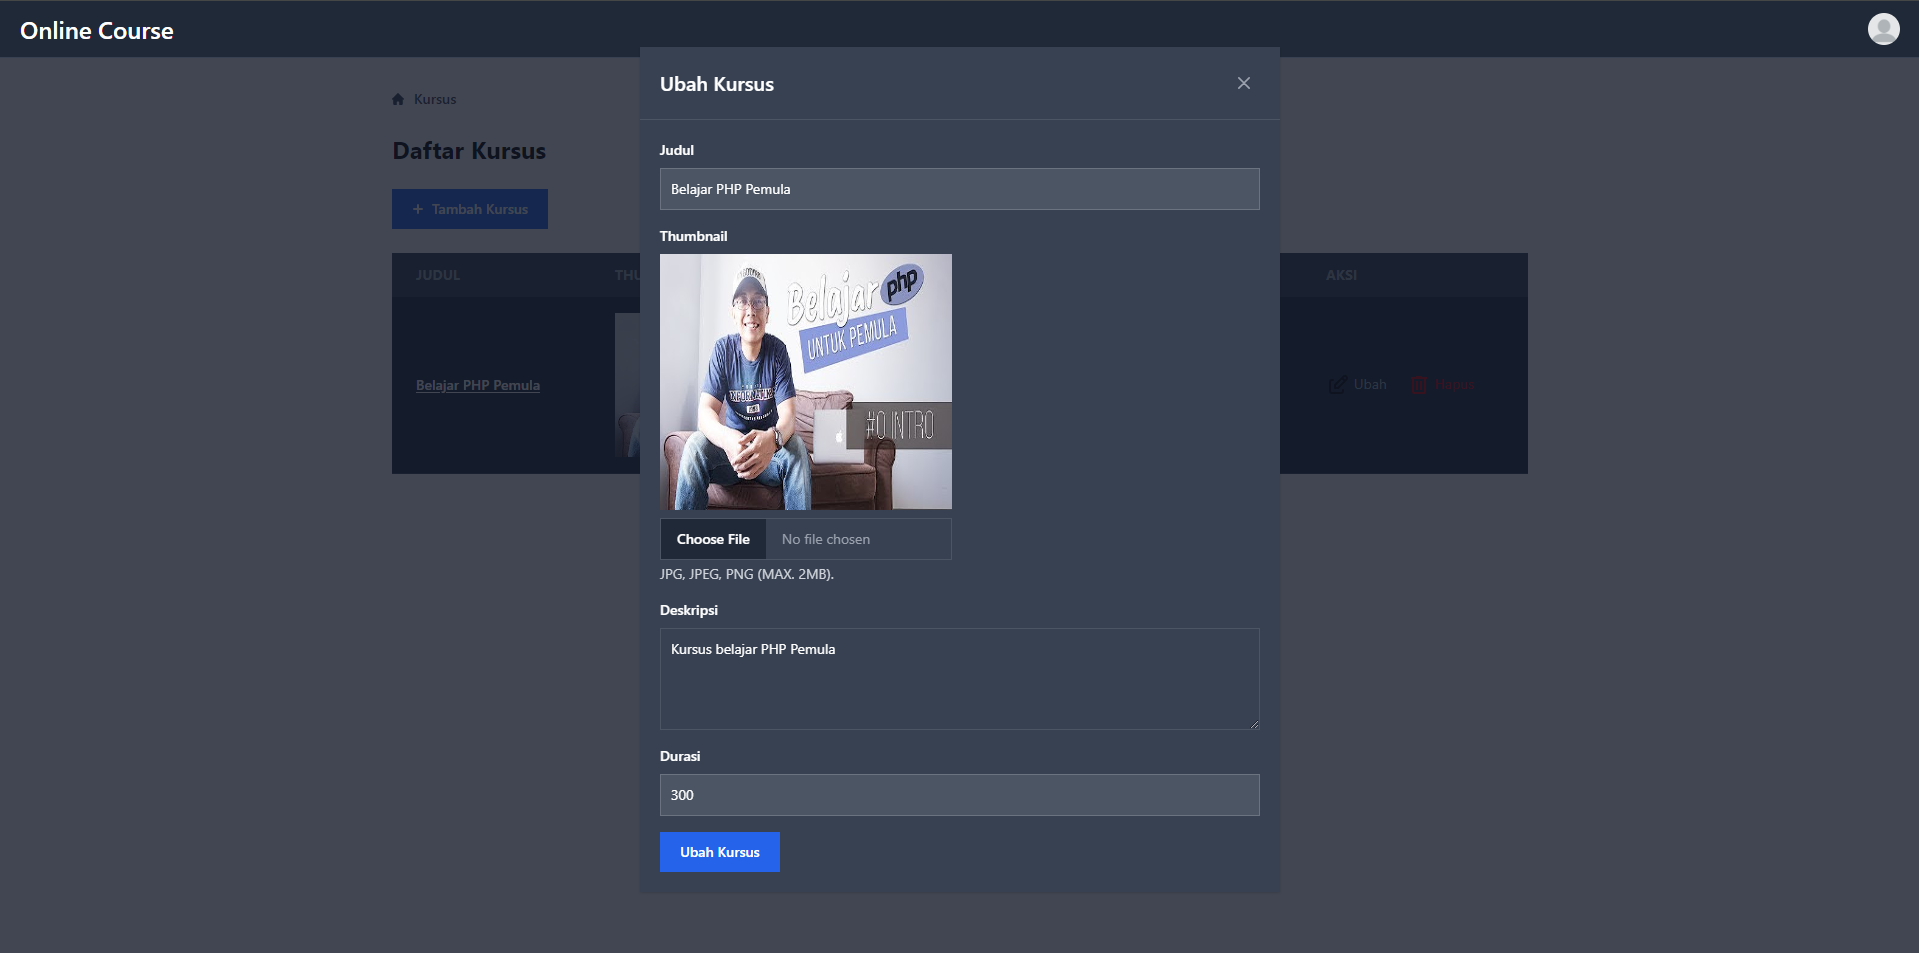 Online Course
Kursus
Daftar Kursus
+ Tambah Kursus
JUDUL
THU
AKSI
Belajar PHP Pemula
Ubah
Hapus
Ubah Kursus
Judul
Belajar PHP Pemula
Thumbnail
Belajar php
UNTUK PEMULA
#0 INTRO
Choose File
No file chosen
JPG, JPEG, PNG (MAX. 2MB).
Deskripsi
Kursus belajar PHP Pemula
Durasi
300
Ubah Kursus